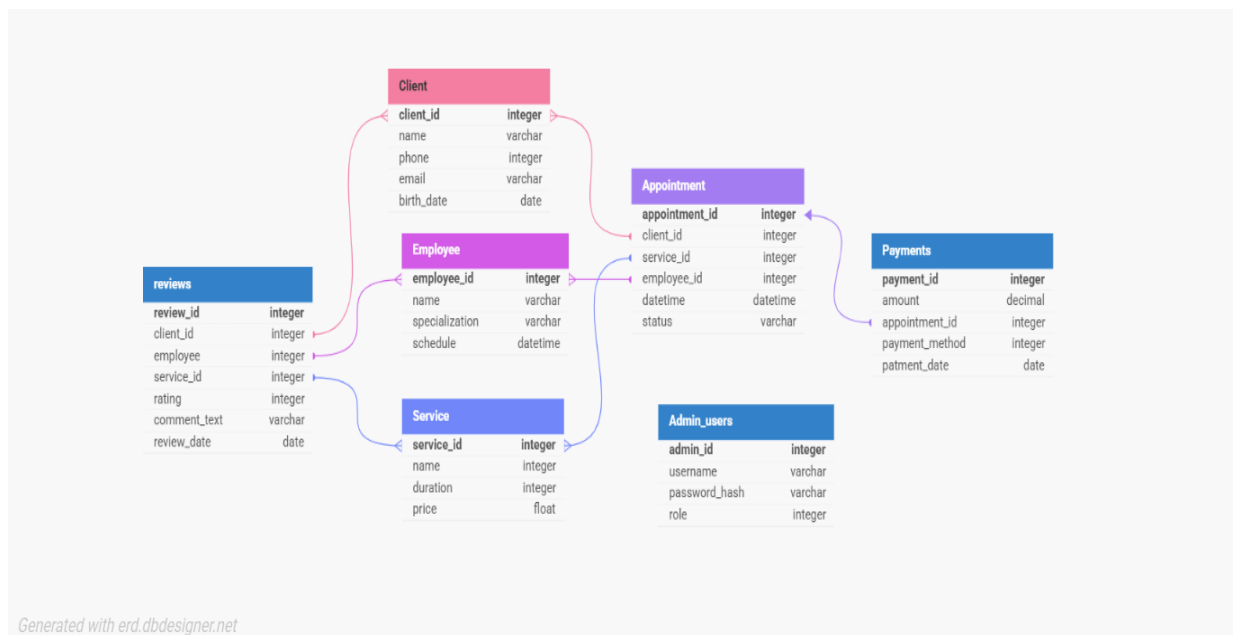 Client
client_id integer
name varchar
phone integer
email varchar
birth_date date
Appointment
appointment_id integer
client_id integer
service_id integer
employee_id integer
datetime datetime
status varchar
Employee
employee_id integer
name varchar
specialization varchar
schedule datetime
Payments
payment_id integer
amount decimal
appointment_id integer
payment_method integer
patment_date date
reviews
review_id integer
client_id integer
employee integer
service_id integer
rating integer
comment_text varchar
review_date date
Service
service_id integer
name integer
duration integer
price float
Admin_users
admin_id integer
username varchar
password_hash varchar
role integer
Generated with erd.dbdesigner.net